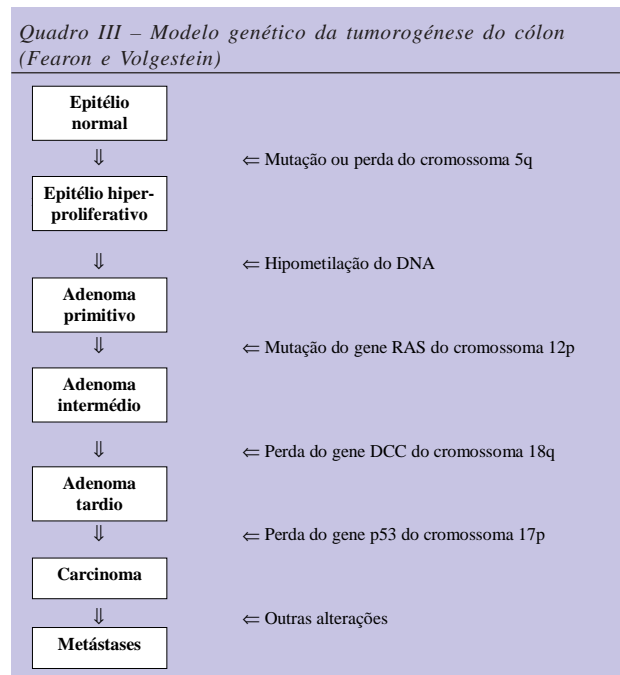 Quadro III – Modelo genético da tumorogénese do cólon
(Fearon e Volgestein)
Epitélio
normal
⇓ ⇐ Mutação ou perda do cromossoma 5q
Epitélio hiper-
proliferativo
⇓ ⇐ Hipometilação do DNA
Adenoma
primitivo
⇓ ⇐ Mutação do gene RAS do cromossoma 12p
Adenoma
intermédio
⇓ ⇐ Perda do gene DCC do cromossoma 18q
Adenoma
tardio
⇓ ⇐ Perda do gene p53 do cromossoma 17p
Carcinoma
⇓ ⇐ Outras alterações
Metástases